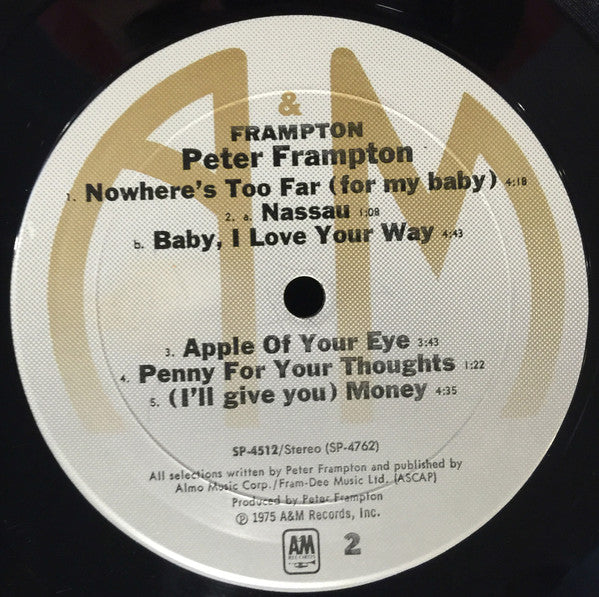 &
FRAMPTON
Peter Frampton
1. Nowhere's Too Far (for my baby) 4:18
2. a. Nassau 1:08
b. Baby, I Love Your Way 4:43
3. Apple Of Your Eye 3:43
4. Penny For Your Thoughts 1:22
5. (I'll give you) Money 4:35
SP-4512/Stereo (SP-4762)
All selections written by Peter Frampton and published by
Almo Music Corp./Fram-Dee Music Ltd. (ASCAP)
Produced by Peter Frampton
℗ 1975 A&M Records, Inc.
AM RECORDS 2